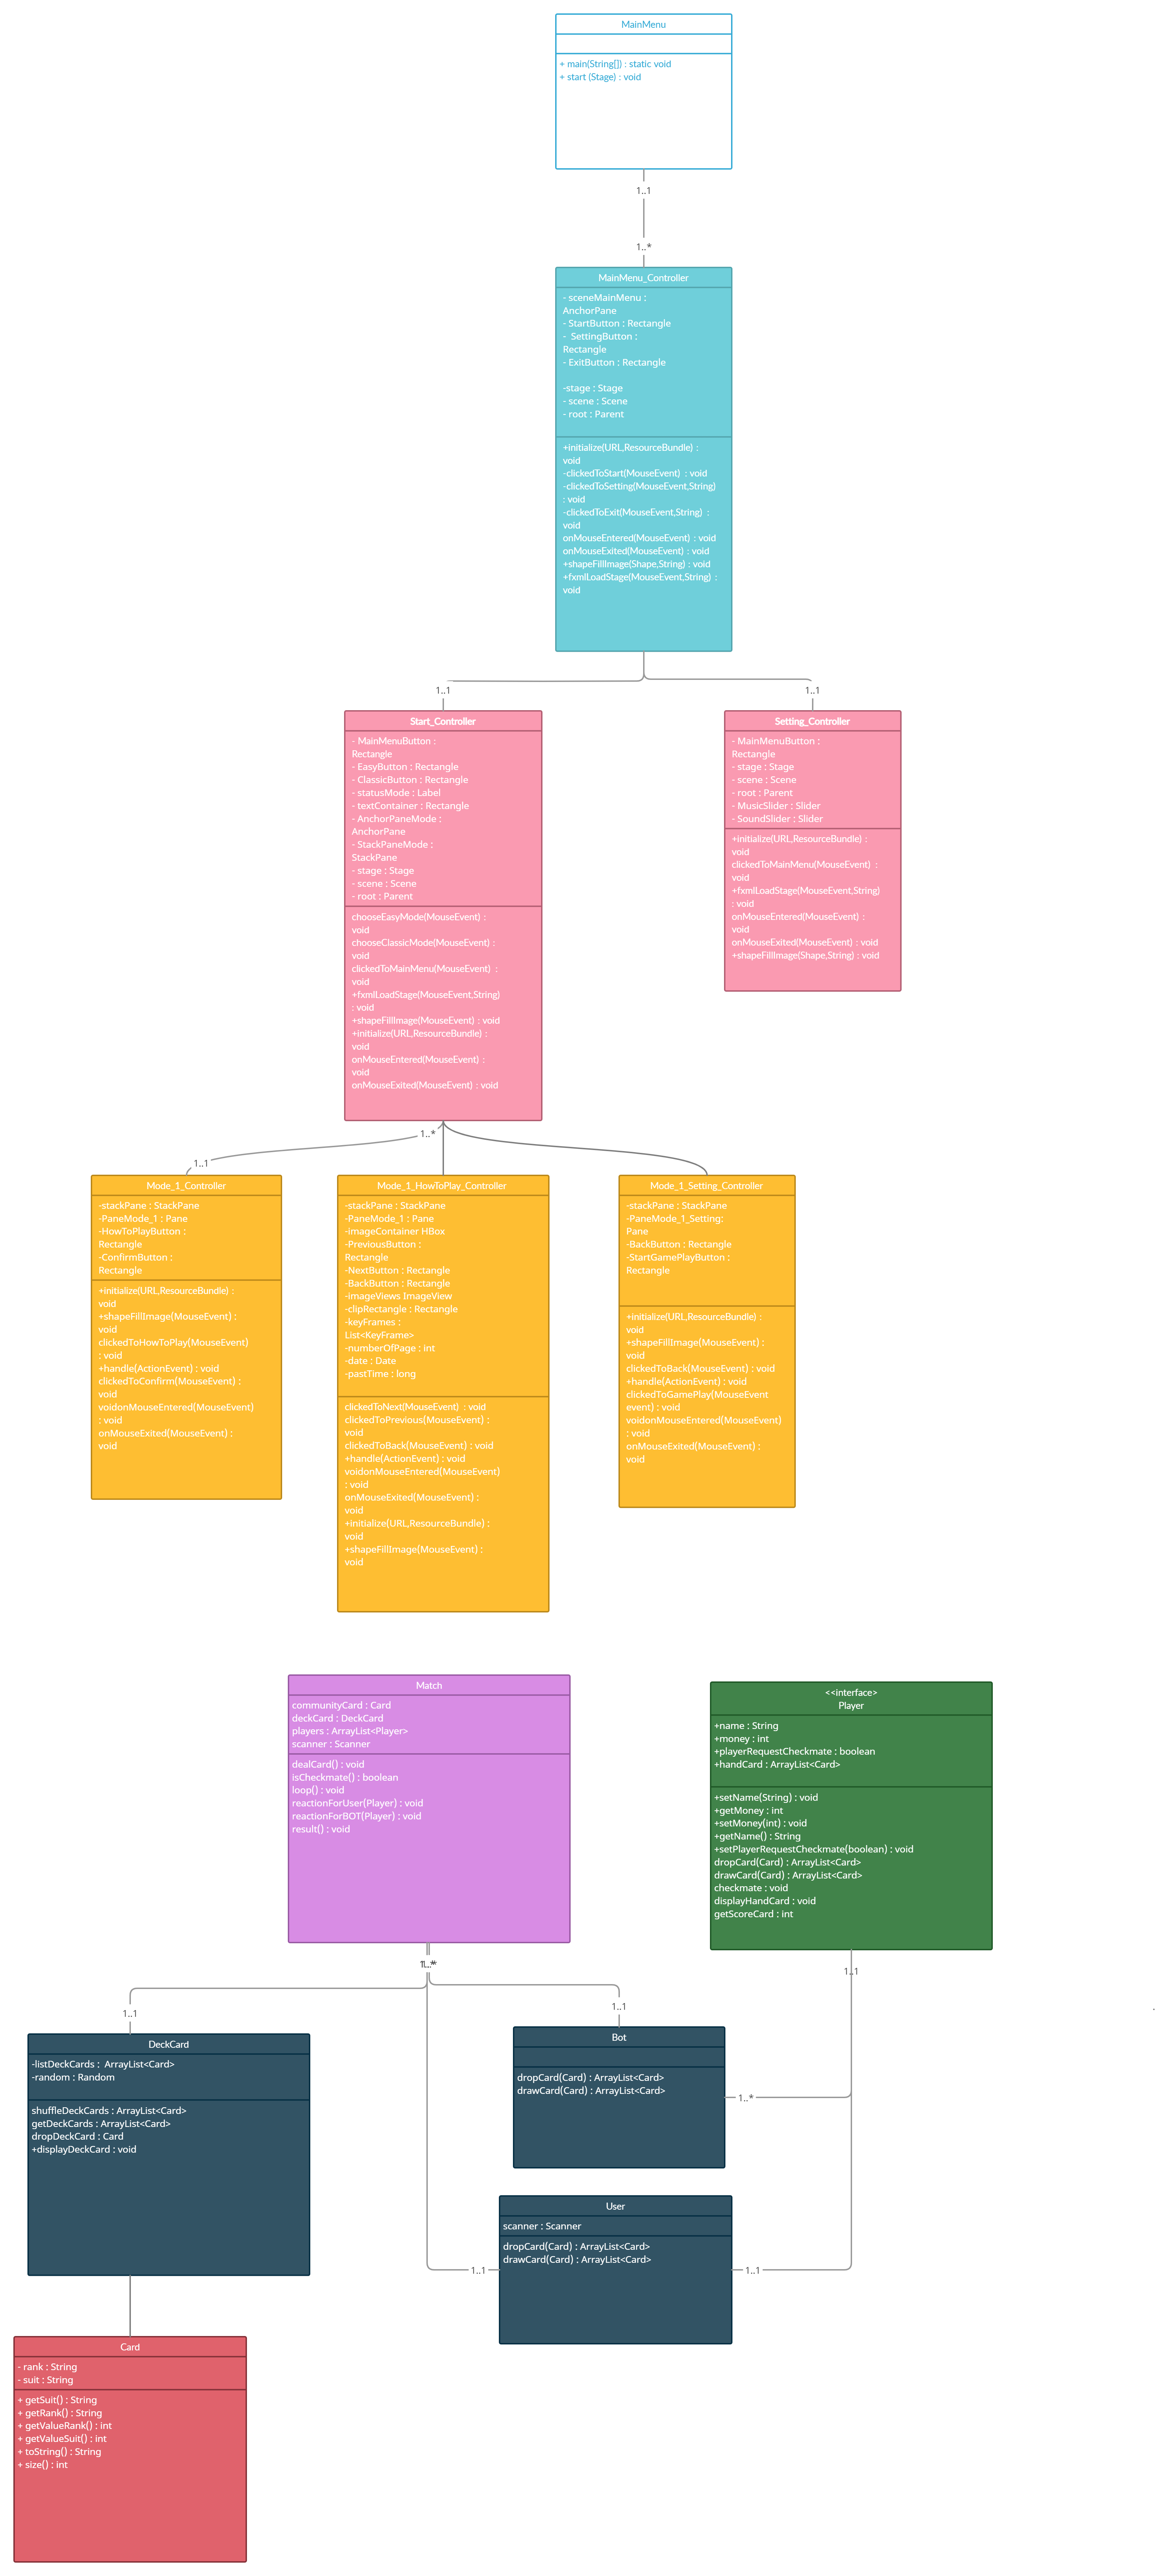 MainMenu
+ main(String[]) : static void
+ start (Stage) : void
1..1
1..*
MainMenu_Controller
- sceneMainMenu :
AnchorPane
- StartButton : Rectangle
- SettingButton :
Rectangle
- ExitButton : Rectangle
-stage : Stage
- scene : Scene
- root : Parent
+initialize(URL,ResourceBundle) :
void
-clickedToStart(MouseEvent) : void
-clickedToSetting(MouseEvent,String)
: void
-clickedToExit(MouseEvent,String) :
void
onMouseEntered(MouseEvent) : void
onMouseExited(MouseEvent) : void
+shapeFillImage(Shape,String) : void
+fxmlLoadStage(MouseEvent,String) :
void
1..1
1..1
Start_Controller
- MainMenuButton :
Rectangle
- EasyButton : Rectangle
- ClassicButton : Rectangle
- statusMode : Label
- textContainer : Rectangle
- AnchorPaneMode :
AnchorPane
- StackPaneMode :
StackPane
- stage : Stage
- scene : Scene
- root : Parent
chooseEasyMode(MouseEvent) :
void
chooseClassicMode(MouseEvent) :
void
clickedToMainMenu(MouseEvent) :
void
+fxmlLoadStage(MouseEvent,String)
: void
+shapeFillImage(MouseEvent) : void
+initialize(URL,ResourceBundle) :
void
onMouseEntered(MouseEvent) :
void
onMouseExited(MouseEvent) : void
Setting_Controller
- MainMenuButton :
Rectangle
- stage : Stage
- scene : Scene
- root : Parent
- MusicSlider : Slider
- SoundSlider : Slider
+initialize(URL,ResourceBundle) :
void
clickedToMainMenu(MouseEvent) :
void
+fxmlLoadStage(MouseEvent,String)
: void
onMouseEntered(MouseEvent) :
void
onMouseExited(MouseEvent) : void
+shapeFillImage(Shape,String) : void
1..*
1..1
Mode_1_Controller
-stackPane : StackPane
-PaneMode_1 : Pane
-HowToPlayButton :
Rectangle
-ConfirmButton :
Rectangle
+initialize(URL,ResourceBundle) :
void
+shapeFillImage(MouseEvent) :
void
clickedToHowToPlay(MouseEvent)
: void
+handle(ActionEvent) : void
clickedToConfirm(MouseEvent) :
void
voidonMouseEntered(MouseEvent)
: void
onMouseExited(MouseEvent) :
void
Mode_1_HowToPlay_Controller
-stackPane : StackPane
-PaneMode_1 : Pane
-imageContainer HBox
-PreviousButton :
Rectangle
-NextButton : Rectangle
-BackButton : Rectangle
-imageViews ImageView
-clipRectangle : Rectangle
-keyFrames :
List<KeyFrame>
-numberOfPage : int
-date : Date
-pastTime : long
clickedToNext(MouseEvent) : void
clickedToPrevious(MouseEvent) :
void
clickedToBack(MouseEvent) : void
+handle(ActionEvent) : void
voidonMouseEntered(MouseEvent)
: void
onMouseExited(MouseEvent) :
void
+initialize(URL,ResourceBundle) :
void
+shapeFillImage(MouseEvent) :
void
Mode_1_Setting_Controller
-stackPane : StackPane
-PaneMode_1_Setting:
Pane
-BackButton : Rectangle
-StartGamePlayButton :
Rectangle
+initialize(URL,ResourceBundle) :
void
+shapeFillImage(MouseEvent) :
void
clickedToBack(MouseEvent) : void
+handle(ActionEvent) : void
clickedToGamePlay(MouseEvent
event) : void
voidonMouseEntered(MouseEvent)
: void
onMouseExited(MouseEvent) :
void
Match
communityCard : Card
deckCard : DeckCard
players : ArrayList<Player>
scanner : Scanner
dealCard() : void
isCheckmate() : boolean
loop() : void
reactionForUser(Player) : void
reactionForBOT(Player) : void
result() : void
<<interface>
Player
+name : String
+money : int
+playerRequestCheckmate : boolean
+handCard : ArrayList<Card>
+setName(String) : void
+getMoney : int
+setMoney(int) : void
+getName() : String
+setPlayerRequestCheckmate(boolean) : void
dropCard(Card) : ArrayList<Card>
drawCard(Card) : ArrayList<Card>
checkmate : void
displayHandCard : void
getScoreCard : int
1..*
1..1
1..1
1..1
DeckCard
-listDeckCards : ArrayList<Card>
-random : Random
shuffleDeckCards : ArrayList<Card>
getDeckCards : ArrayList<Card>
dropDeckCard : Card
+displayDeckCard : void
Bot
dropCard(Card) : ArrayList<Card>
drawCard(Card) : ArrayList<Card>
1..*
User
scanner : Scanner
dropCard(Card) : ArrayList<Card>
drawCard(Card) : ArrayList<Card>
1..1
1..1
Card
- rank : String
- suit : String
+ getSuit() : String
+ getRank() : String
+ getValueRank() : int
+ getValueSuit() : int
+ toString() : String
+ size() : int